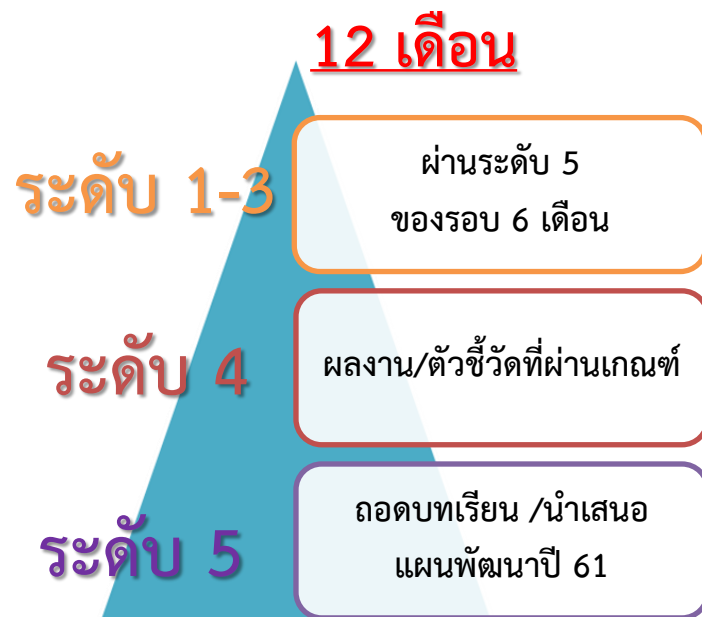 12 เดือน
ระดับ 1-3
ผ่านระดับ 5
ของรอบ 6 เดือน
ระดับ 4
ผลงาน/ตัวชี้วัดที่ผ่านเกณฑ์
ระดับ 5
ถอดบทเรียน /นำเสนอ
แผนพัฒนาปี 61